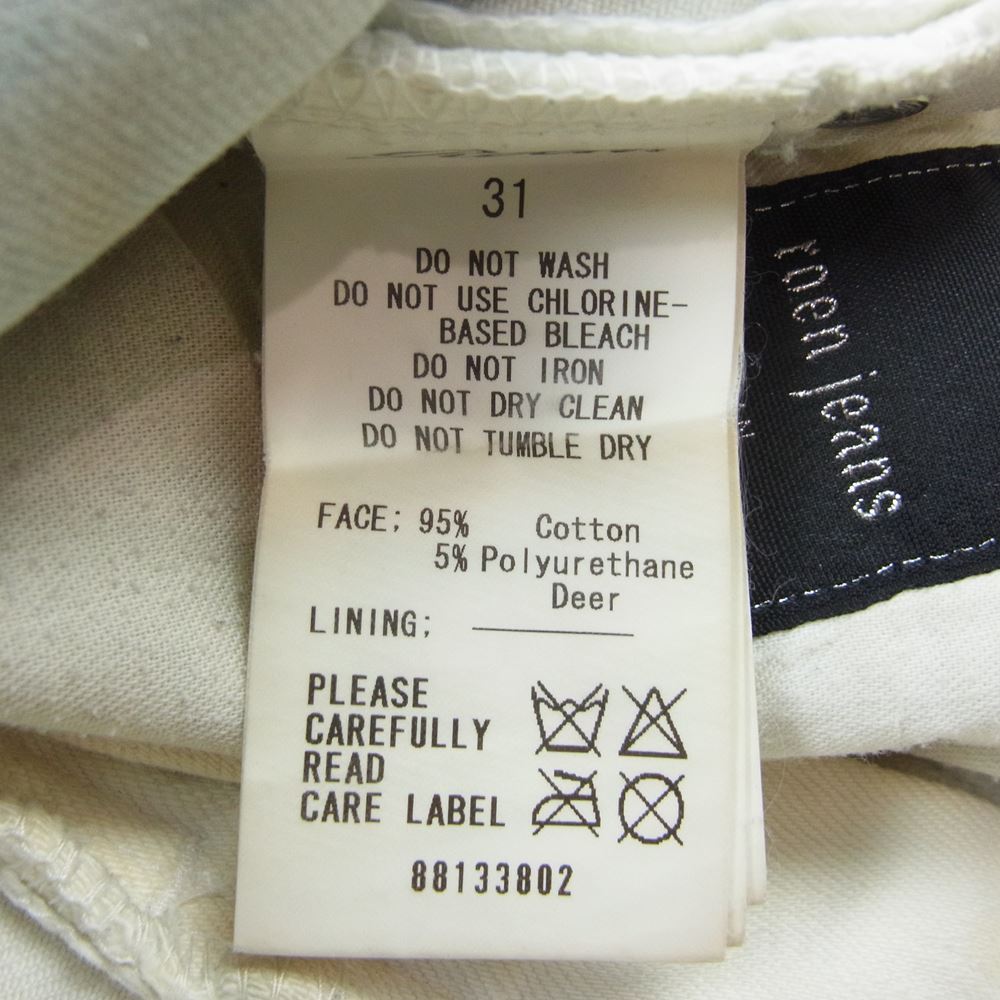 31
DO NOT WASH
DO NOT USE CHLORINE-
BASED BLEACH
DO NOT IRON
DO NOT DRY CLEAN
DO NOT TUMBLE DRY
FACE; 95% Cotton
5% Polyurethane
Deer
LINING;
PLEASE
CAREFULLY
READ
CARE LABEL
88133802
roen jeans